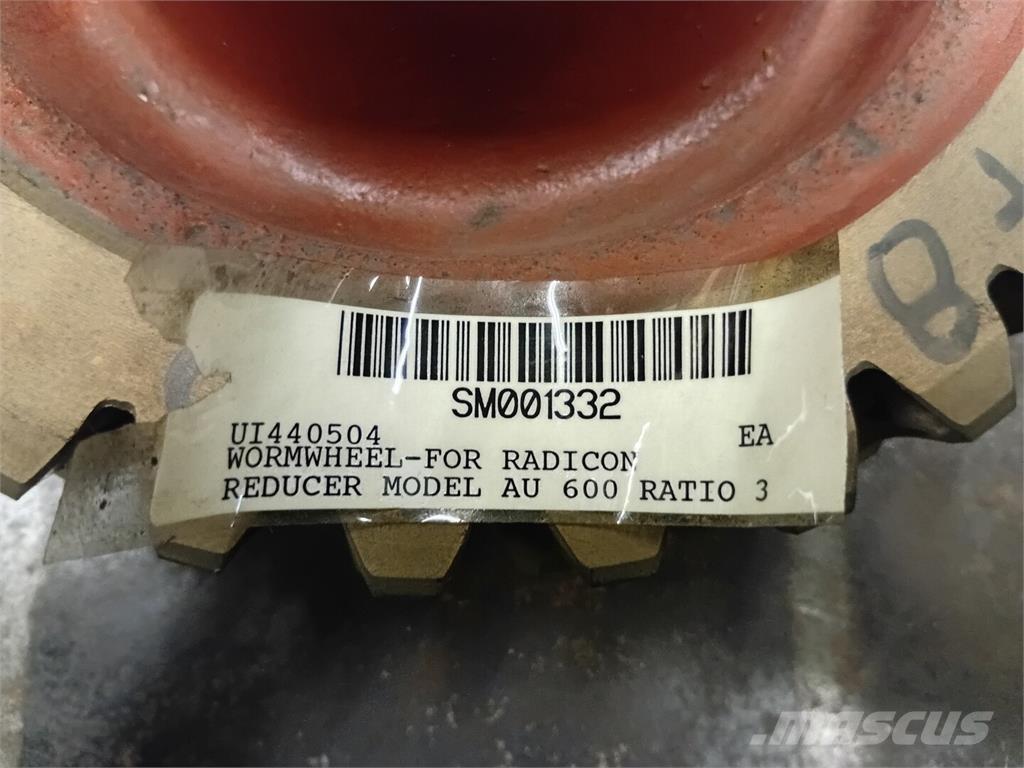 SM001332
UI440504 EA
WORMWHEEL-FOR RADICON
REDUCER MODEL AU 600 RATIO 3
MASCUS